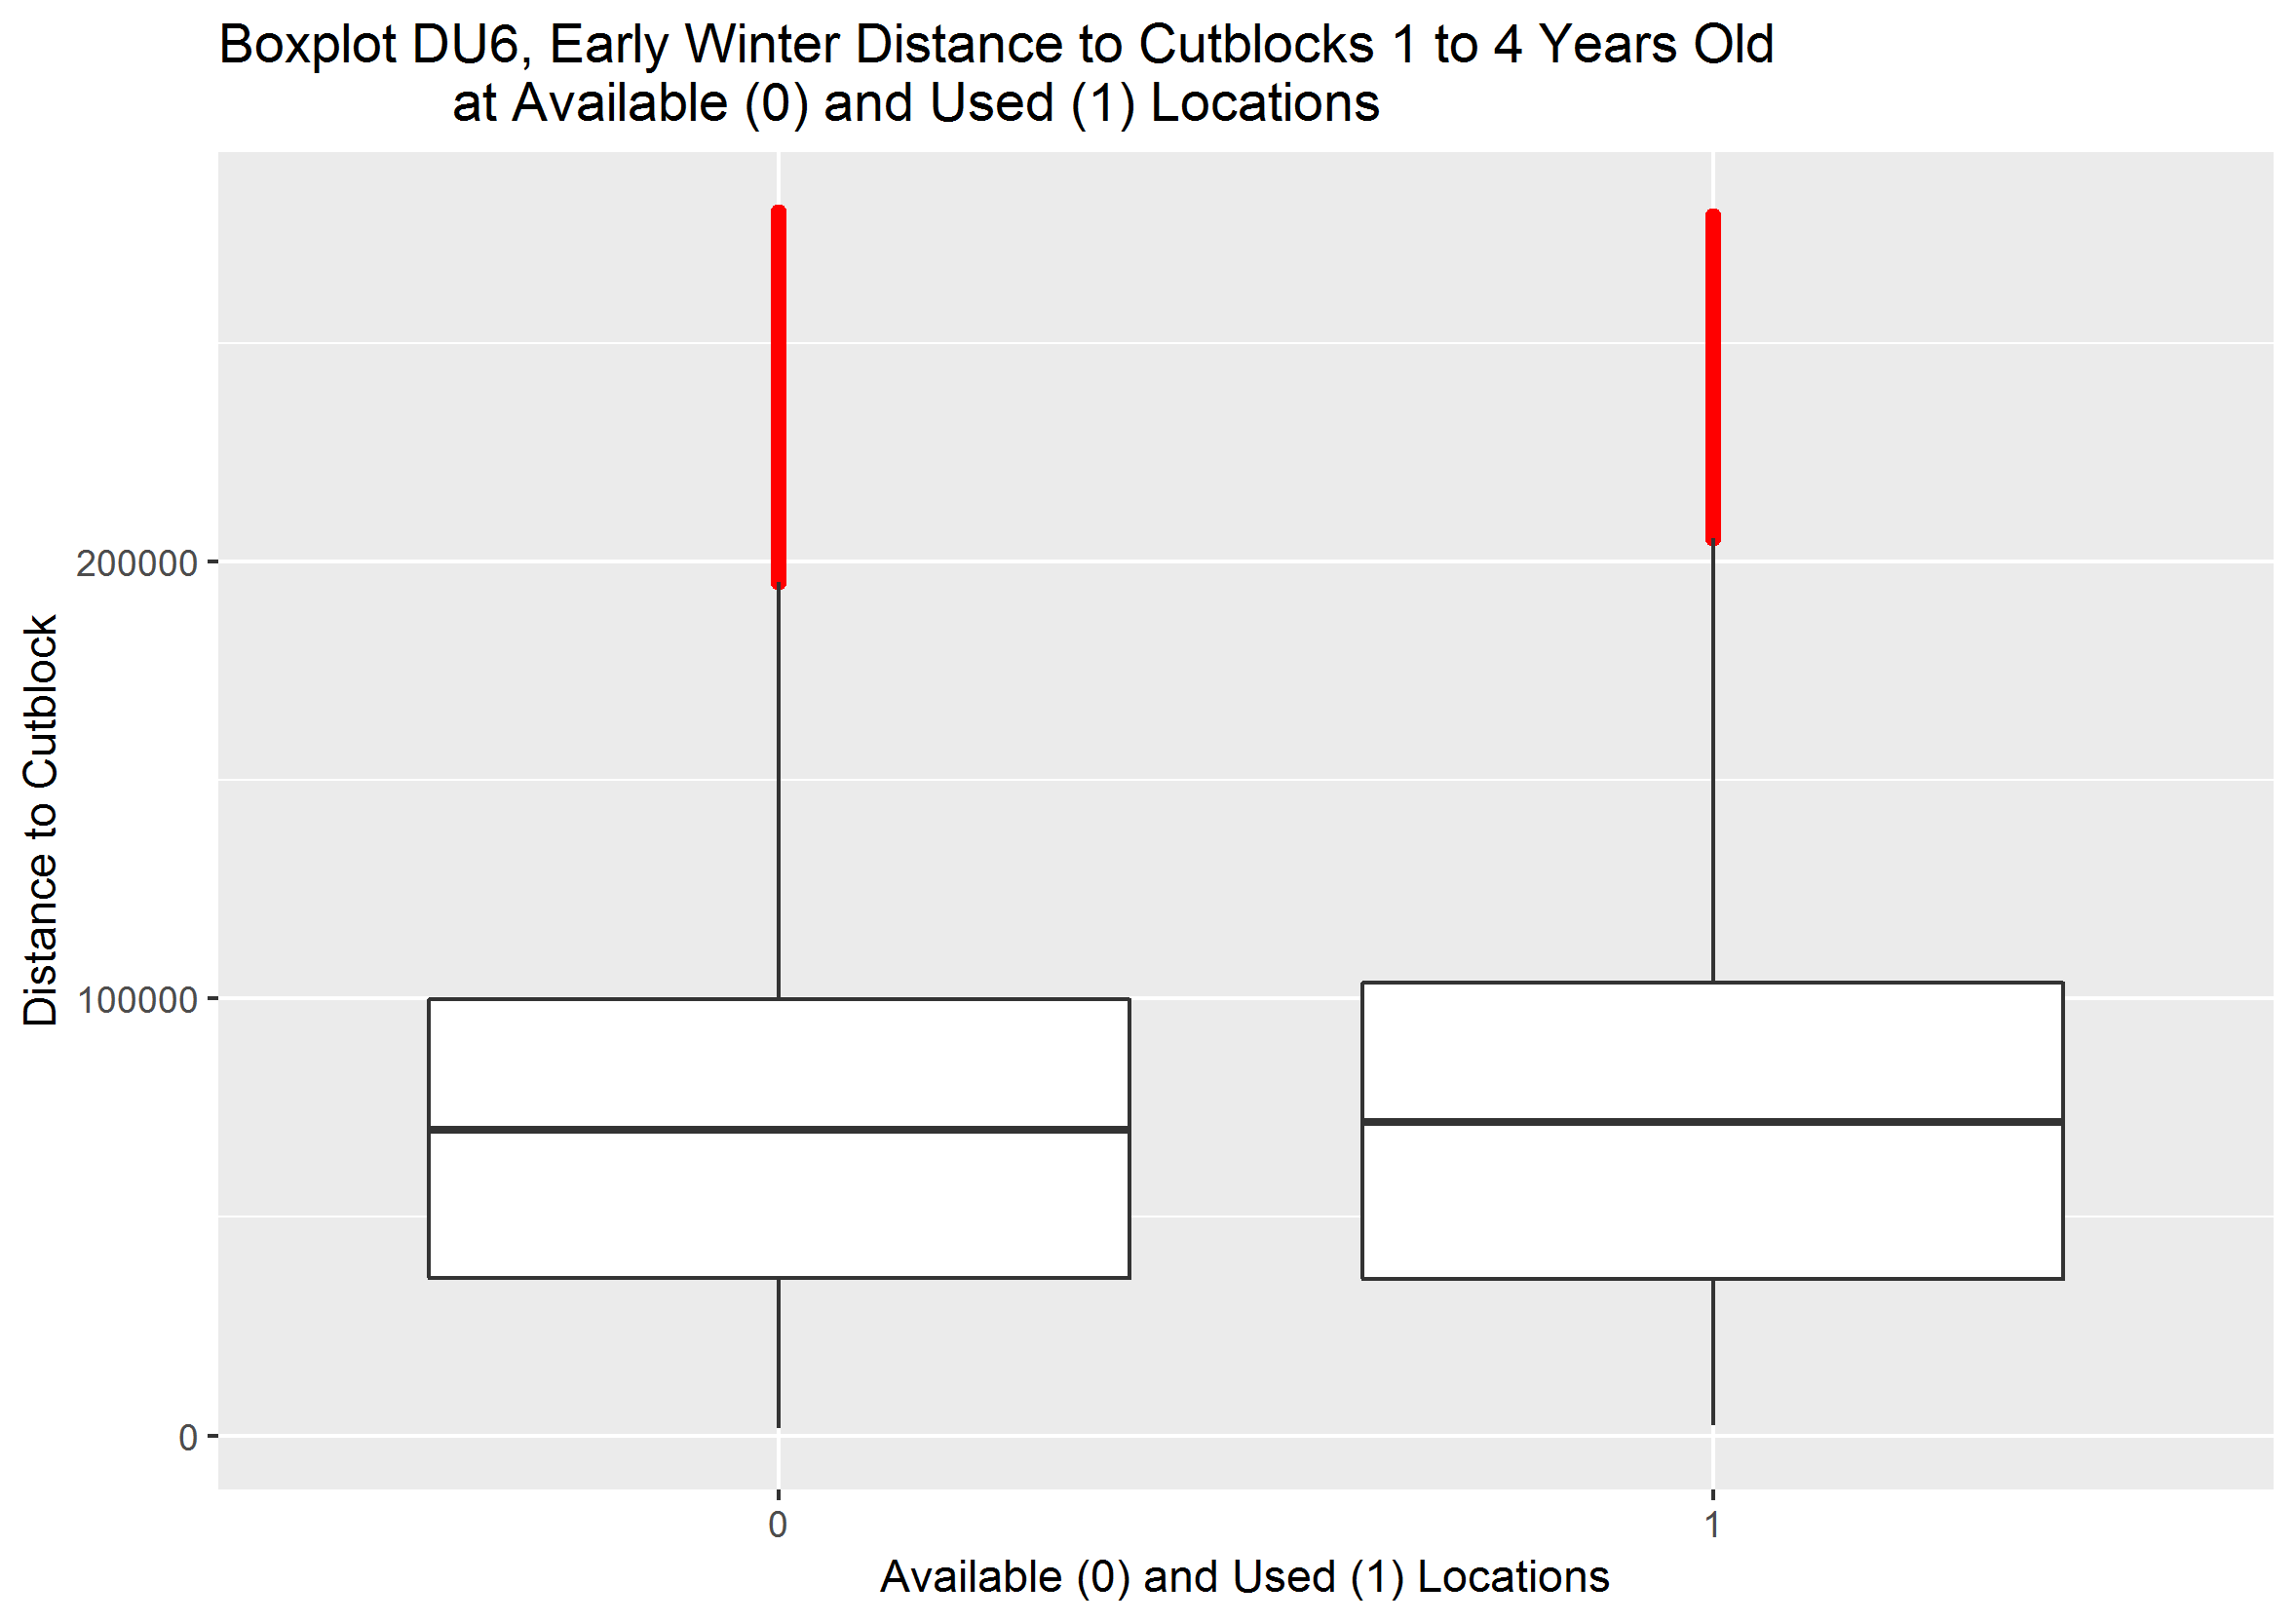 Boxplot DU6, Early Winter Distance to Cutblocks 1 to 4 Years Old
at Available (0) and Used (1) Locations
Distance to Cutblock
200000
100000
0
0
1
Available (0) and Used (1) Locations